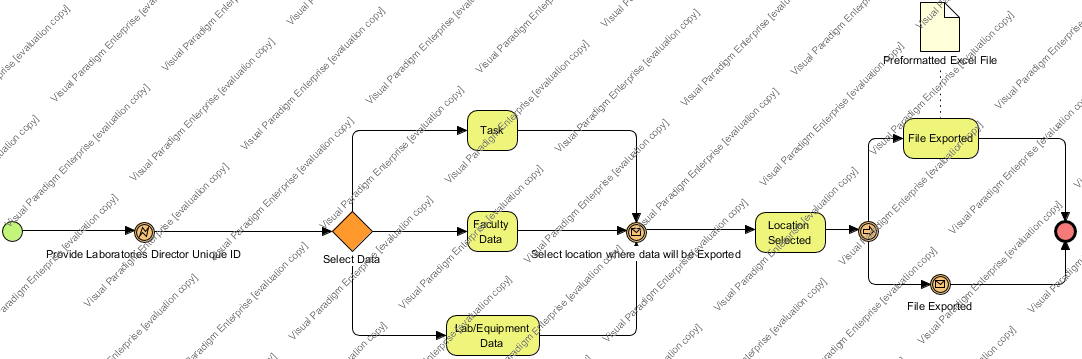 Preformatted Excel File
Task
File Exported
Provide Laboratories Director Unique ID
Select Data
Faculty
Data
Select location where data will be Exported
Location
Selected
File Exported
Lab/Equipment
Data
Visual Paradigm Enterprise [evaluation copy]